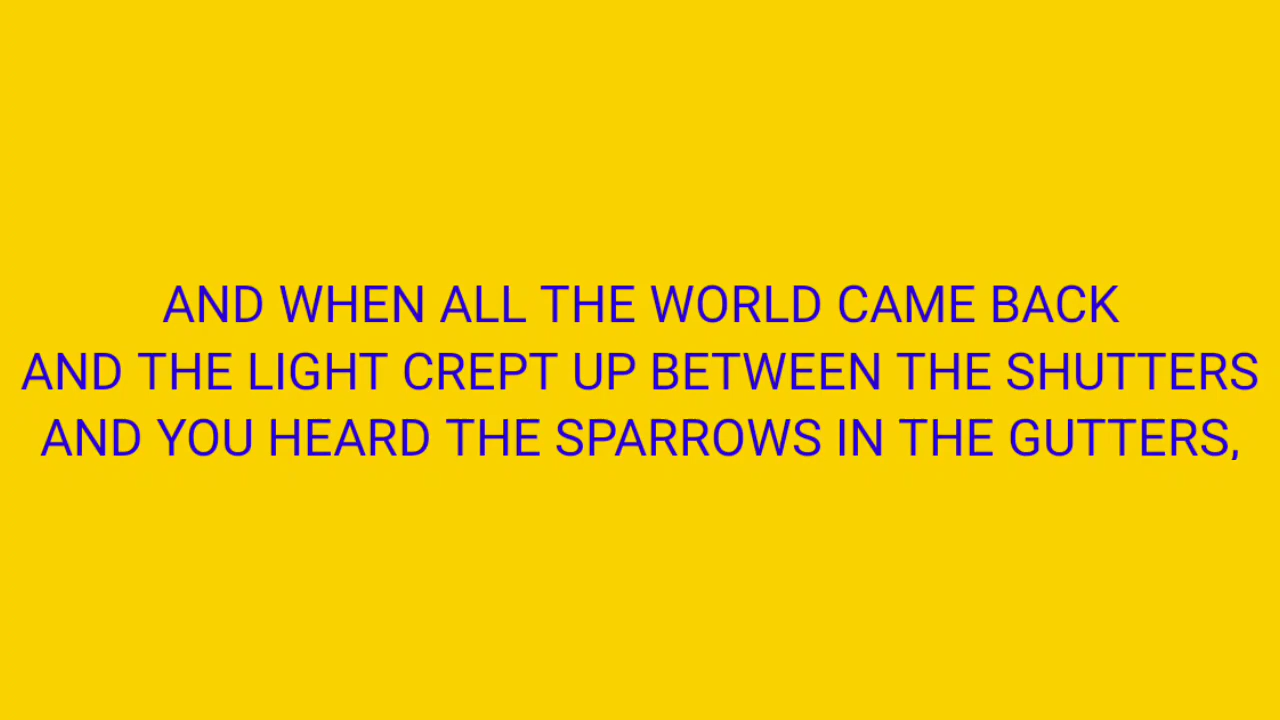 AND WHEN ALL THE WORLD CAME BACK
AND THE LIGHT CREPT UP BETWEEN THE SHUTTERS
AND YOU HEARD THE SPARROWS IN THE GUTTERS,